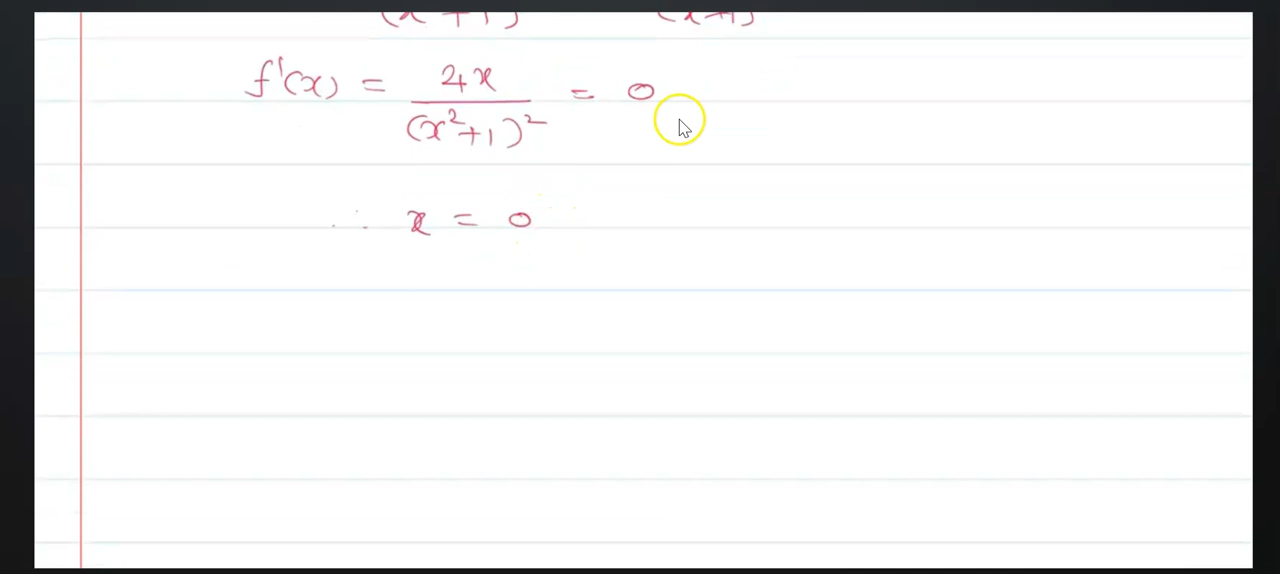 f'(x) = 4x / (x²+1)² = 0
∴ x = 0